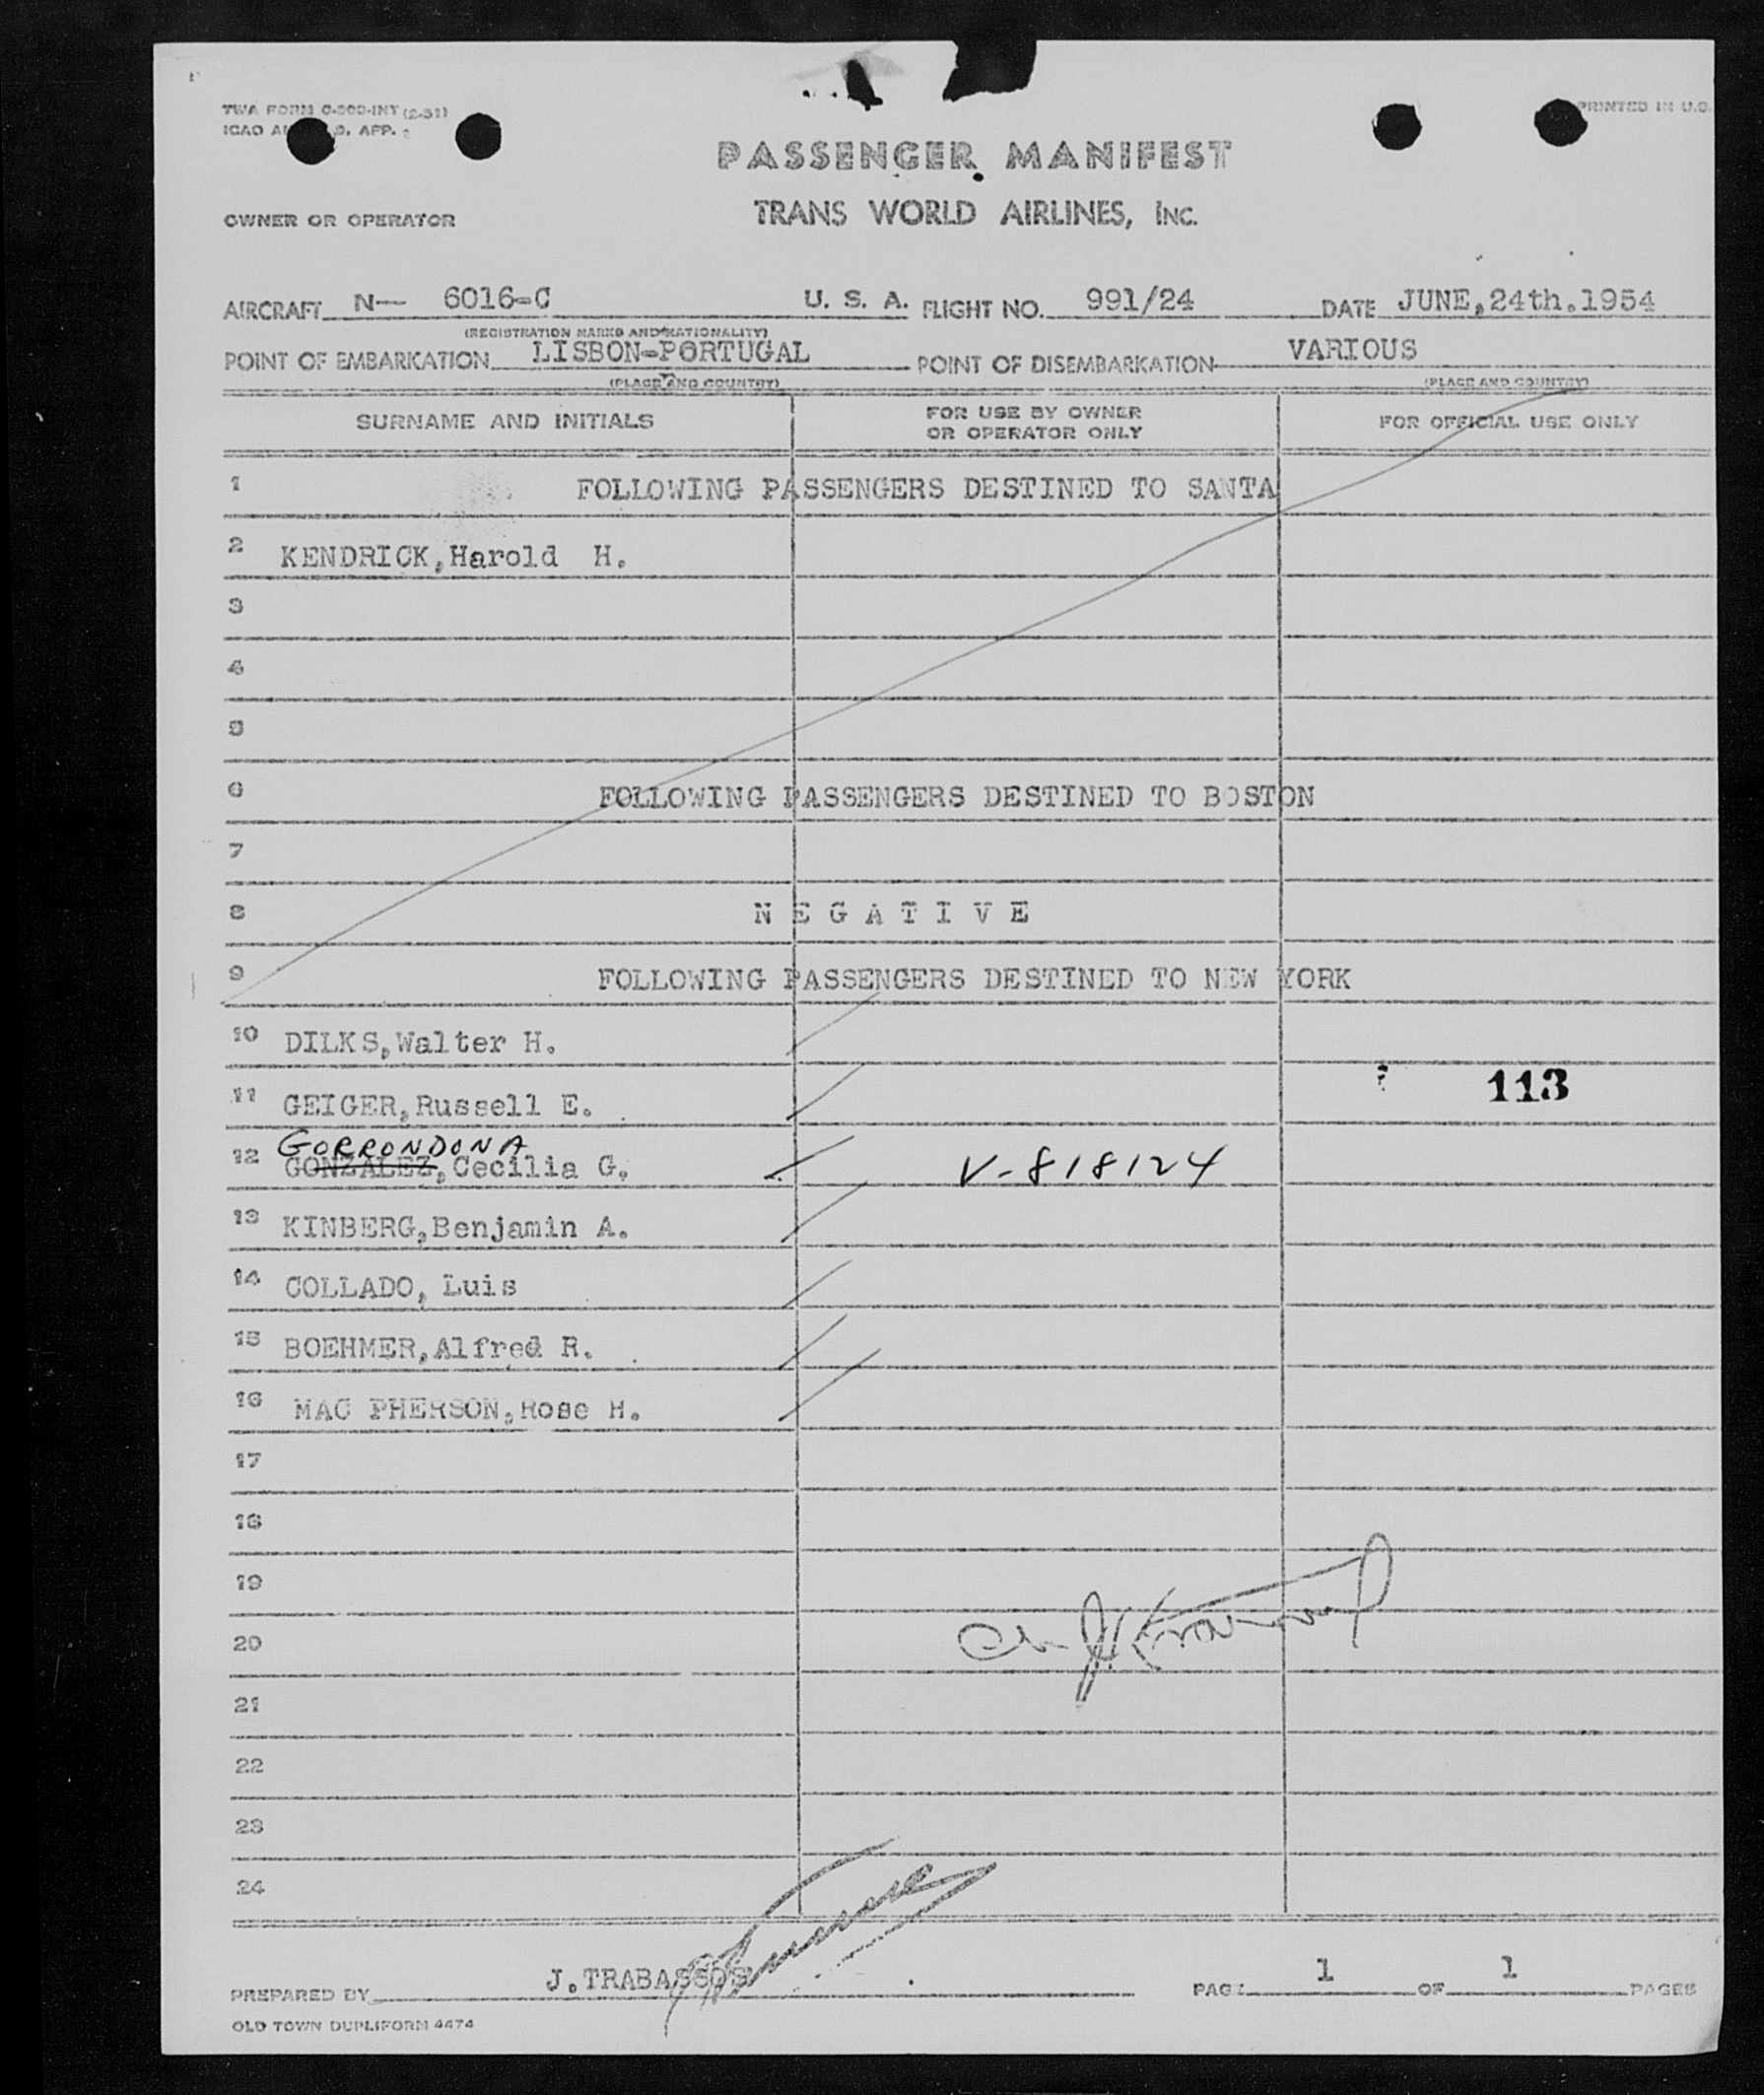 TWA FORM
ICAO APP.
PRINTED IN U.S.
PASSENGER MANIFEST
OWNER OR OPERATOR
TRANS WORLD AIRLINES, INC.
AIRCRAFT N— 6016-C U. S. A. FLIGHT NO. 991/24 DATE JUNE,24th.1954
(REGISTRATION MARKS AND NATIONALITY)
POINT OF EMBARKATION LISBON-PORTUGAL POINT OF DISEMBARKATION VARIOUS
(PLACE AND COUNTRY) (PLACE AND COUNTRY)
SURNAME AND INITIALS FOR USE BY OWNER OR OPERATOR ONLY FOR OFFICIAL USE ONLY
1 FOLLOWING PASSENGERS DESTINED TO SANTA
2 KENDRICK,Harold H.
3
4
5
6 FOLLOWING PASSENGERS DESTINED TO BOSTON
7
8 N E G A T I V E
9 FOLLOWING PASSENGERS DESTINED TO NEW YORK
10 DILKS,Walter H.
11 GEIGER,Russell E. 113
GORRONDONA
12 GONZALEZ,Cecilia G. V-818124
13 KINBERG,Benjamin A.
14 COLLADO, Luis
15 BOEHMER,Alfred R.
16 MAC PHERSON,Rose H.
17
18
19
20
21
22
23
24
PREPARED BY J.TRABASSOS PAGE 1 OF 1 PAGES
OLD TOWN DUPLIFORM 4474